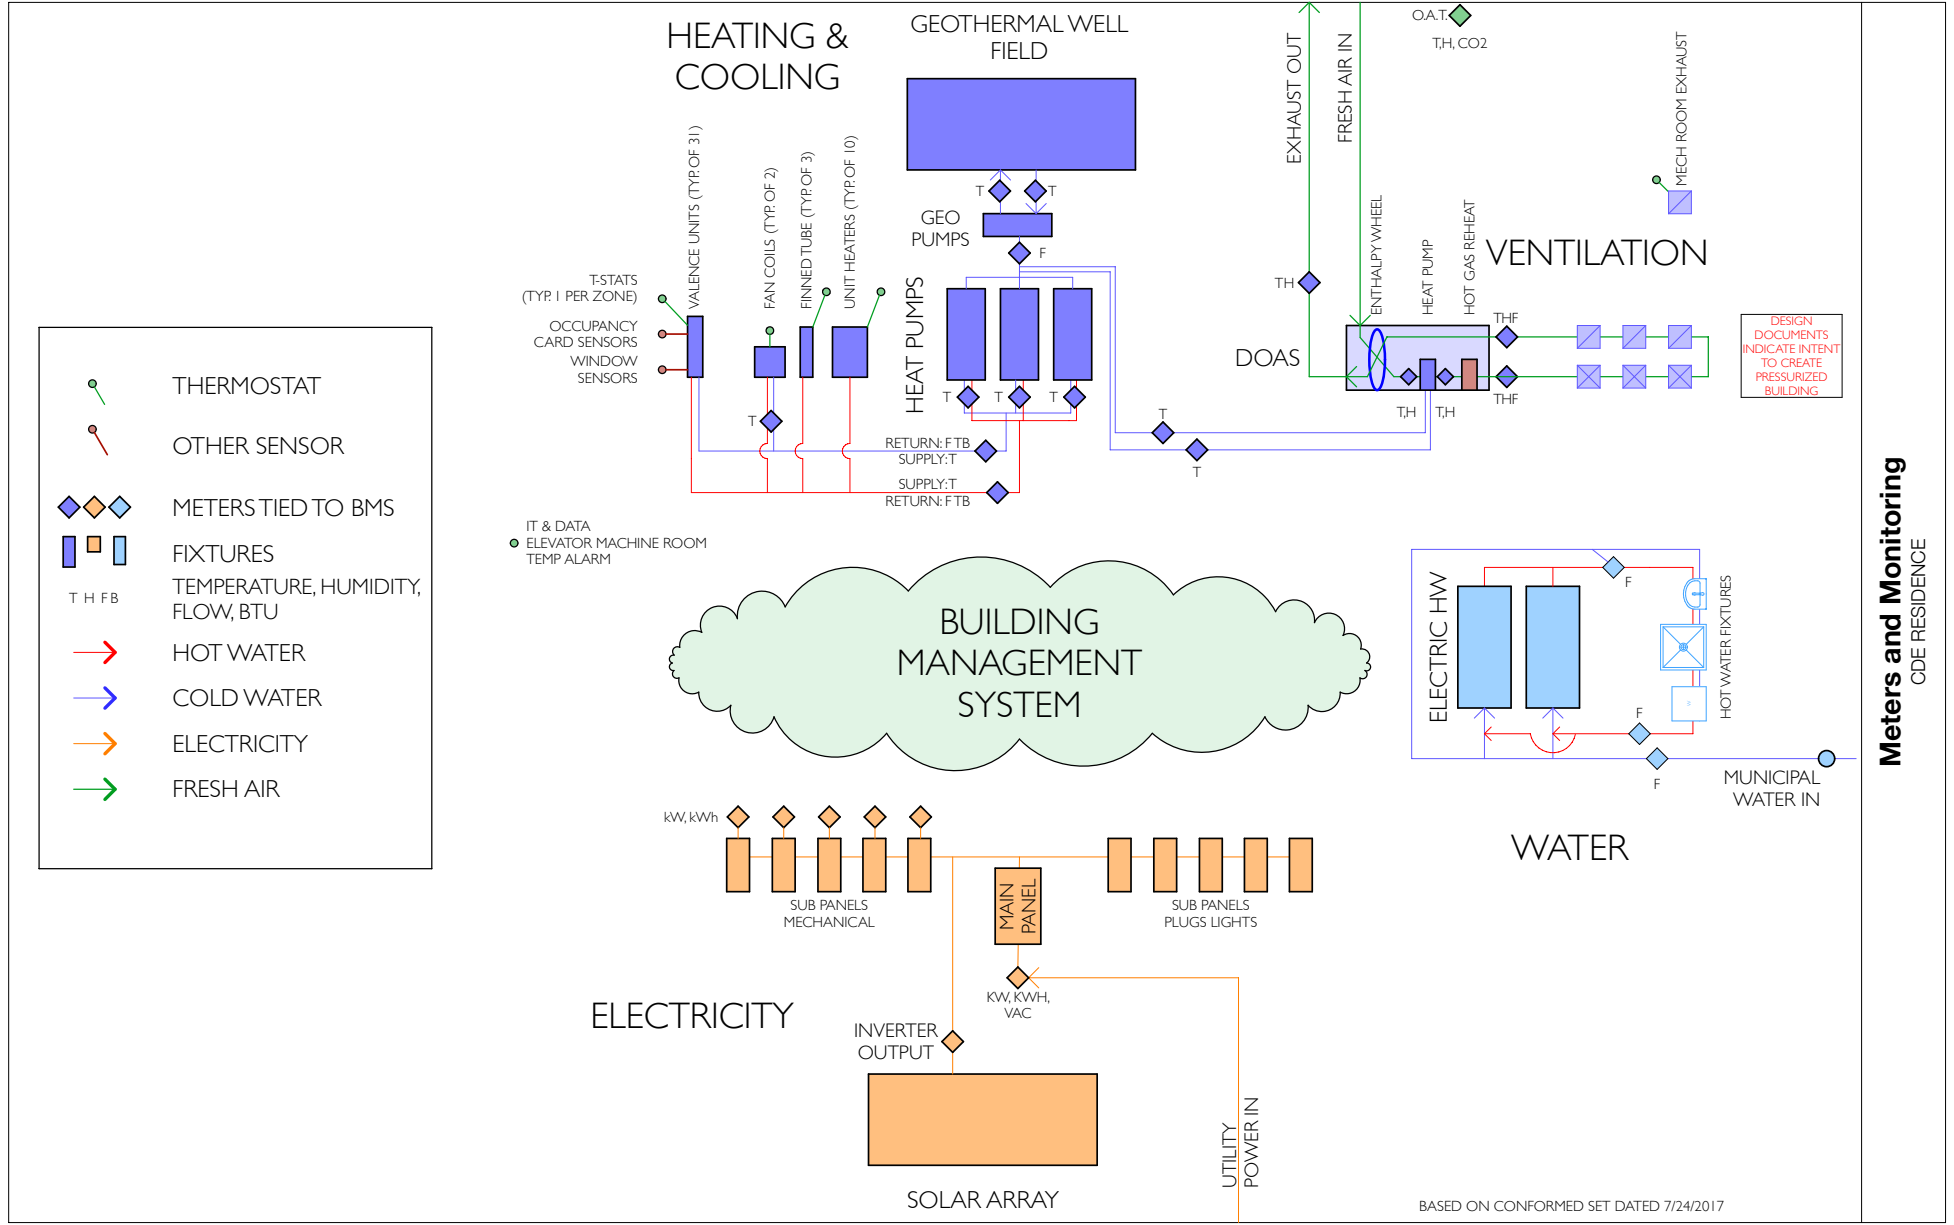 HEATING &
COOLING
GEOTHERMAL WELL
FIELD
VALENCE UNITS (TYP. OF 31)
FAN COILS (TYP. OF 2)
FINNED TUBE (TYP. OF 3)
UNIT HEATERS (TYP. OF 10)
T-STATS
(TYP. 1 PER ZONE)
OCCUPANCY
CARD SENSORS
WINDOW
SENSORS
T
T
GEO
PUMPS
F
HEAT PUMPS
T
T
T
T
RETURN: F TB
SUPPLY: T
SUPPLY: T
RETURN: F TB
IT & DATA
ELEVATOR MACHINE ROOM
TEMP ALARM
EXHAUST OUT
FRESH AIR IN
O.A.T.
T,H, CO2
MECH ROOM EXHAUST
VENTILATION
TH
ENTHALPY WHEEL
HEAT PUMP
HOT GAS REHEAT
DOAS
THF
THF
T,H
T,H
T
T
DESIGN
DOCUMENTS
INDICATE INTENT
TO CREATE
PRESSURIZED
BUILDING
THERMOSTAT
OTHER SENSOR
METERS TIED TO BMS
FIXTURES
T H F B
TEMPERATURE, HUMIDITY,
FLOW, BTU
HOT WATER
COLD WATER
ELECTRICITY
FRESH AIR
BUILDING
MANAGEMENT
SYSTEM
ELECTRIC HW
F
HOT WATER FIXTURES
S
F
F
MUNICIPAL
WATER IN
WATER
kW, kWh
SUB PANELS
MECHANICAL
MAIN
PANEL
SUB PANELS
PLUGS LIGHTS
KW, KWH,
VAC
ELECTRICITY
INVERTER
OUTPUT
SOLAR ARRAY
UTILITY
POWER IN
BASED ON CONFORMED SET DATED 7/24/2017
Meters and Monitoring
CDE RESIDENCE